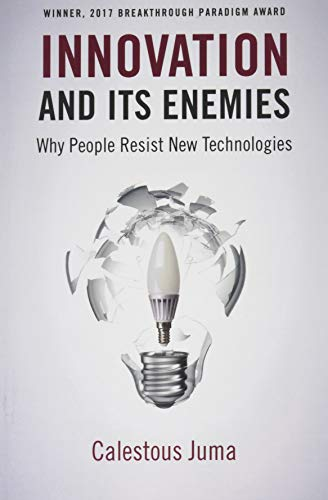 WINNER, 2017 BREAKTHROUGH PARADIGM AWARD
INNOVATION
AND ITS ENEMIES
Why People Resist New Technologies
Calestous Juma